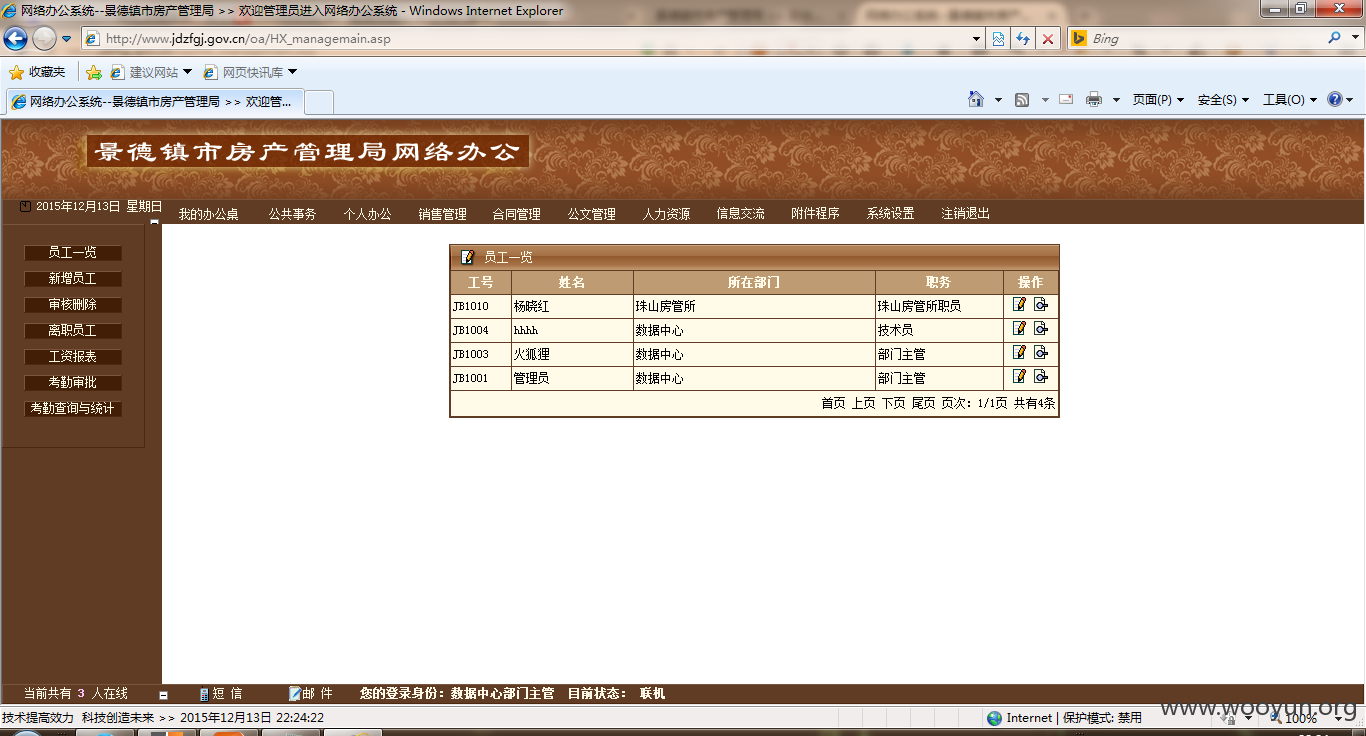 网络办公系统--景德镇市房产管理局 >> 欢迎管理员进入网络办公系统 - Windows Internet Explorer
http://www.jdzfgj.gov.cn/oa/HX_managemain.asp
Bing
收藏夹 建议网站 网页快讯库
网络办公系统--景德镇市房产管理局 >> 欢迎管...
页面(P) 安全(S) 工具(O)
景德镇市房产管理局网络办公
2015年12月13日 星期日
我的办公桌 公共事务 个人办公 销售管理 合同管理 公文管理 人力资源 信息交流 附件程序 系统设置 注销退出
员工一览
新增员工
审核删除
离职员工
工资报表
考勤审批
考勤查询与统计
员工一览
工号 姓名 所在部门 职务 操作
JB1010 杨晓红 珠山房管所 珠山房管所职员
JB1004 hhhh 数据中心 技术员
JB1003 火狐狸 数据中心 部门主管
JB1001 管理员 数据中心 部门主管
首页 上页 下页 尾页 页次：1/1页 共有4条
当前共有 3 人在线 短 信 邮 件 您的登录身份：数据中心部门主管 目前状态： 联机
技术提高效力 科技创造未来 >> 2015年12月13日 22:24:22
Internet | 保护模式: 禁用
100%
www.wooyun.org